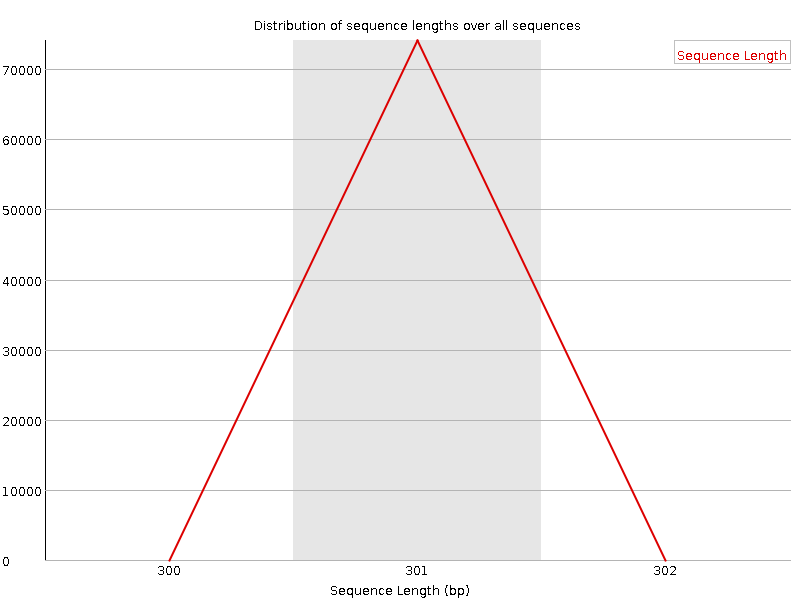 Distribution of sequence lengths over all sequences
Sequence Length
70000
60000
50000
40000
30000
20000
10000
0
300 301 302
Sequence Length (bp)